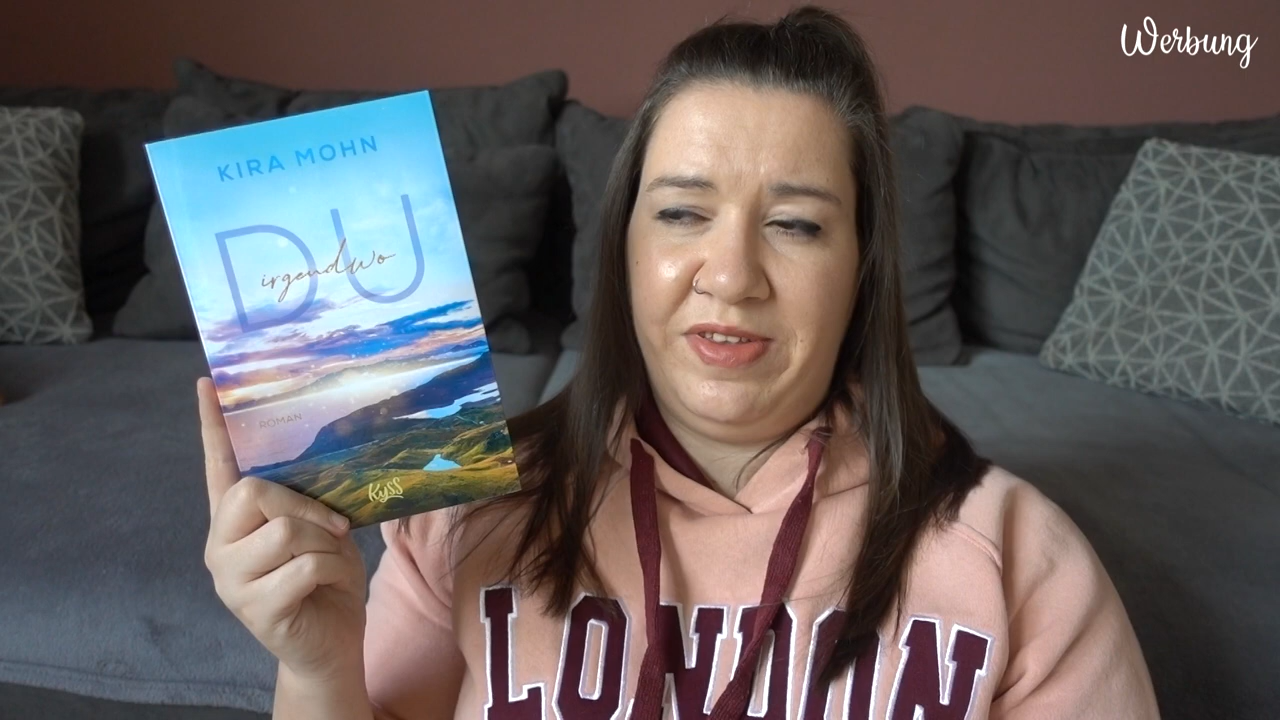 Werbung
KIRA MOHN
DU
irgendwo
ROMAN
Kyss
LONDON